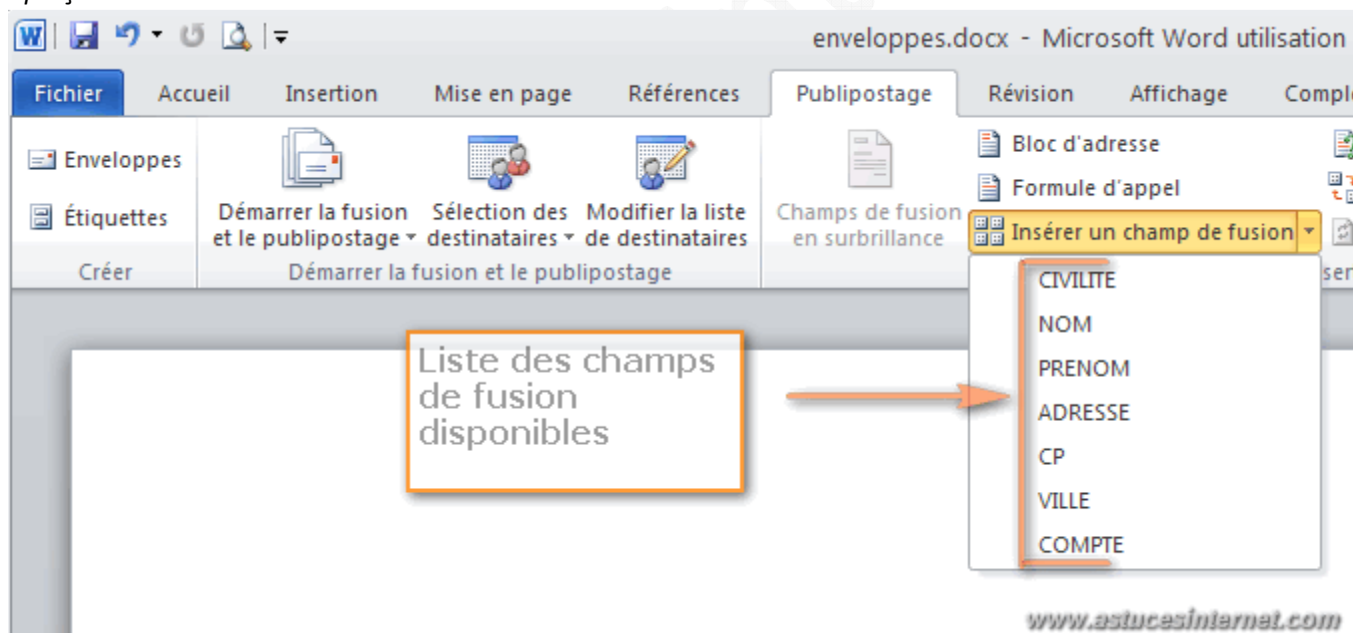 enveloppes.docx - Microsoft Word utilisation
Fichier Accueil Insertion Mise en page Références Publipostage Révision Affichage
Enveloppes
Étiquettes
Créer
Démarrer la fusion
et le publipostage
Sélection des
destinataires
Modifier la liste
de destinataires
Démarrer la fusion et le publipostage
Champs de fusion
en surbrillance
Bloc d'adresse
Formule d'appel
Insérer un champ de fusion
CIVILITE
NOM
PRENOM
ADRESSE
CP
VILLE
COMPTE
Liste des champs
de fusion
disponibles
www.astucesinternet.com